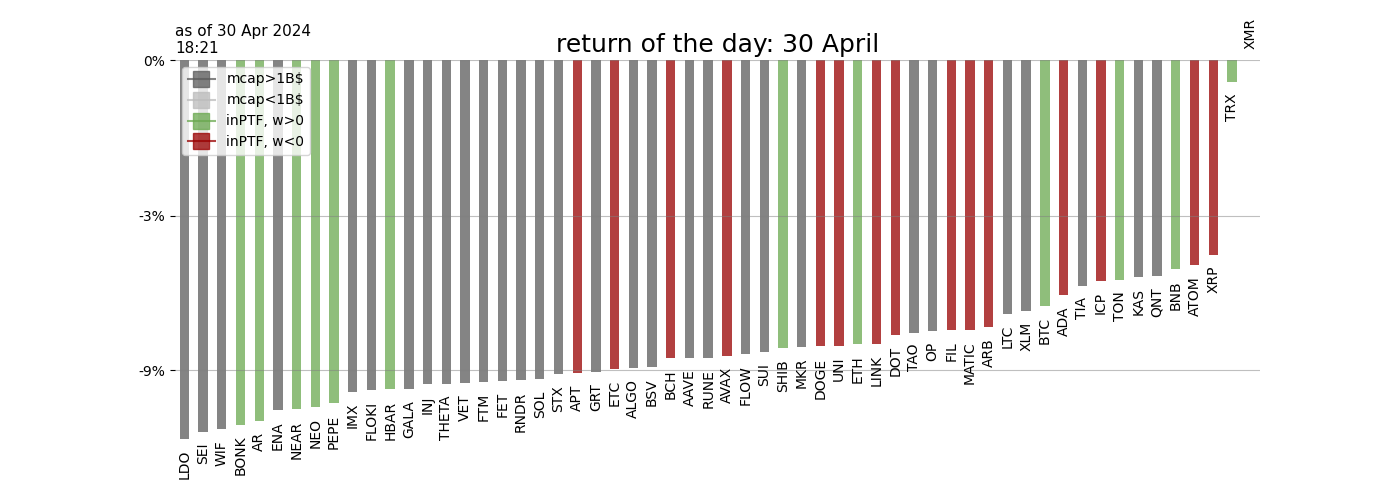 as of 30 Apr 2024
18:21
return of the day: 30 April
XMR
0%
mcap>1B$
mcap<1B$
inPTF, w>0
inPTF, w<0
-3%
-9%
LDO
SEI
WIF
BONK
AR
ENA
NEAR
NEO
PEPE
IMX
FLOKI
HBAR
GALA
INJ
THETA
VET
FTM
FET
RNDR
SOL
STX
APT
GRT
ETC
ALGO
BSV
BCH
AAVE
RUNE
AVAX
FLOW
SUI
SHIB
MKR
DOGE
UNI
ETH
LINK
DOT
TAO
OP
FIL
MATIC
ARB
LTC
XLM
BTC
ADA
TIA
ICP
TON
KAS
QNT
BNB
ATOM
XRP
TRX